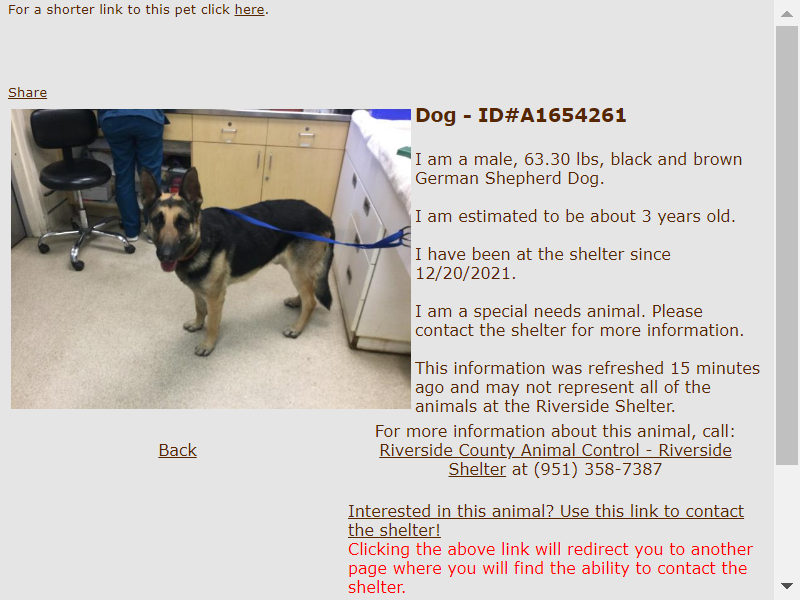 For a shorter link to this pet click here.
Share
Dog - ID#A1654261
I am a male, 63.30 lbs, black and brown
German Shepherd Dog.
I am estimated to be about 3 years old.
I have been at the shelter since
12/20/2021.
I am a special needs animal. Please
contact the shelter for more information.
This information was refreshed 15 minutes
ago and may not represent all of the
animals at the Riverside Shelter.
Back
For more information about this animal, call:
Riverside County Animal Control - Riverside
Shelter at (951) 358-7387
Interested in this animal? Use this link to contact
the shelter!
Clicking the above link will redirect you to another
page where you will find the ability to contact the
shelter.